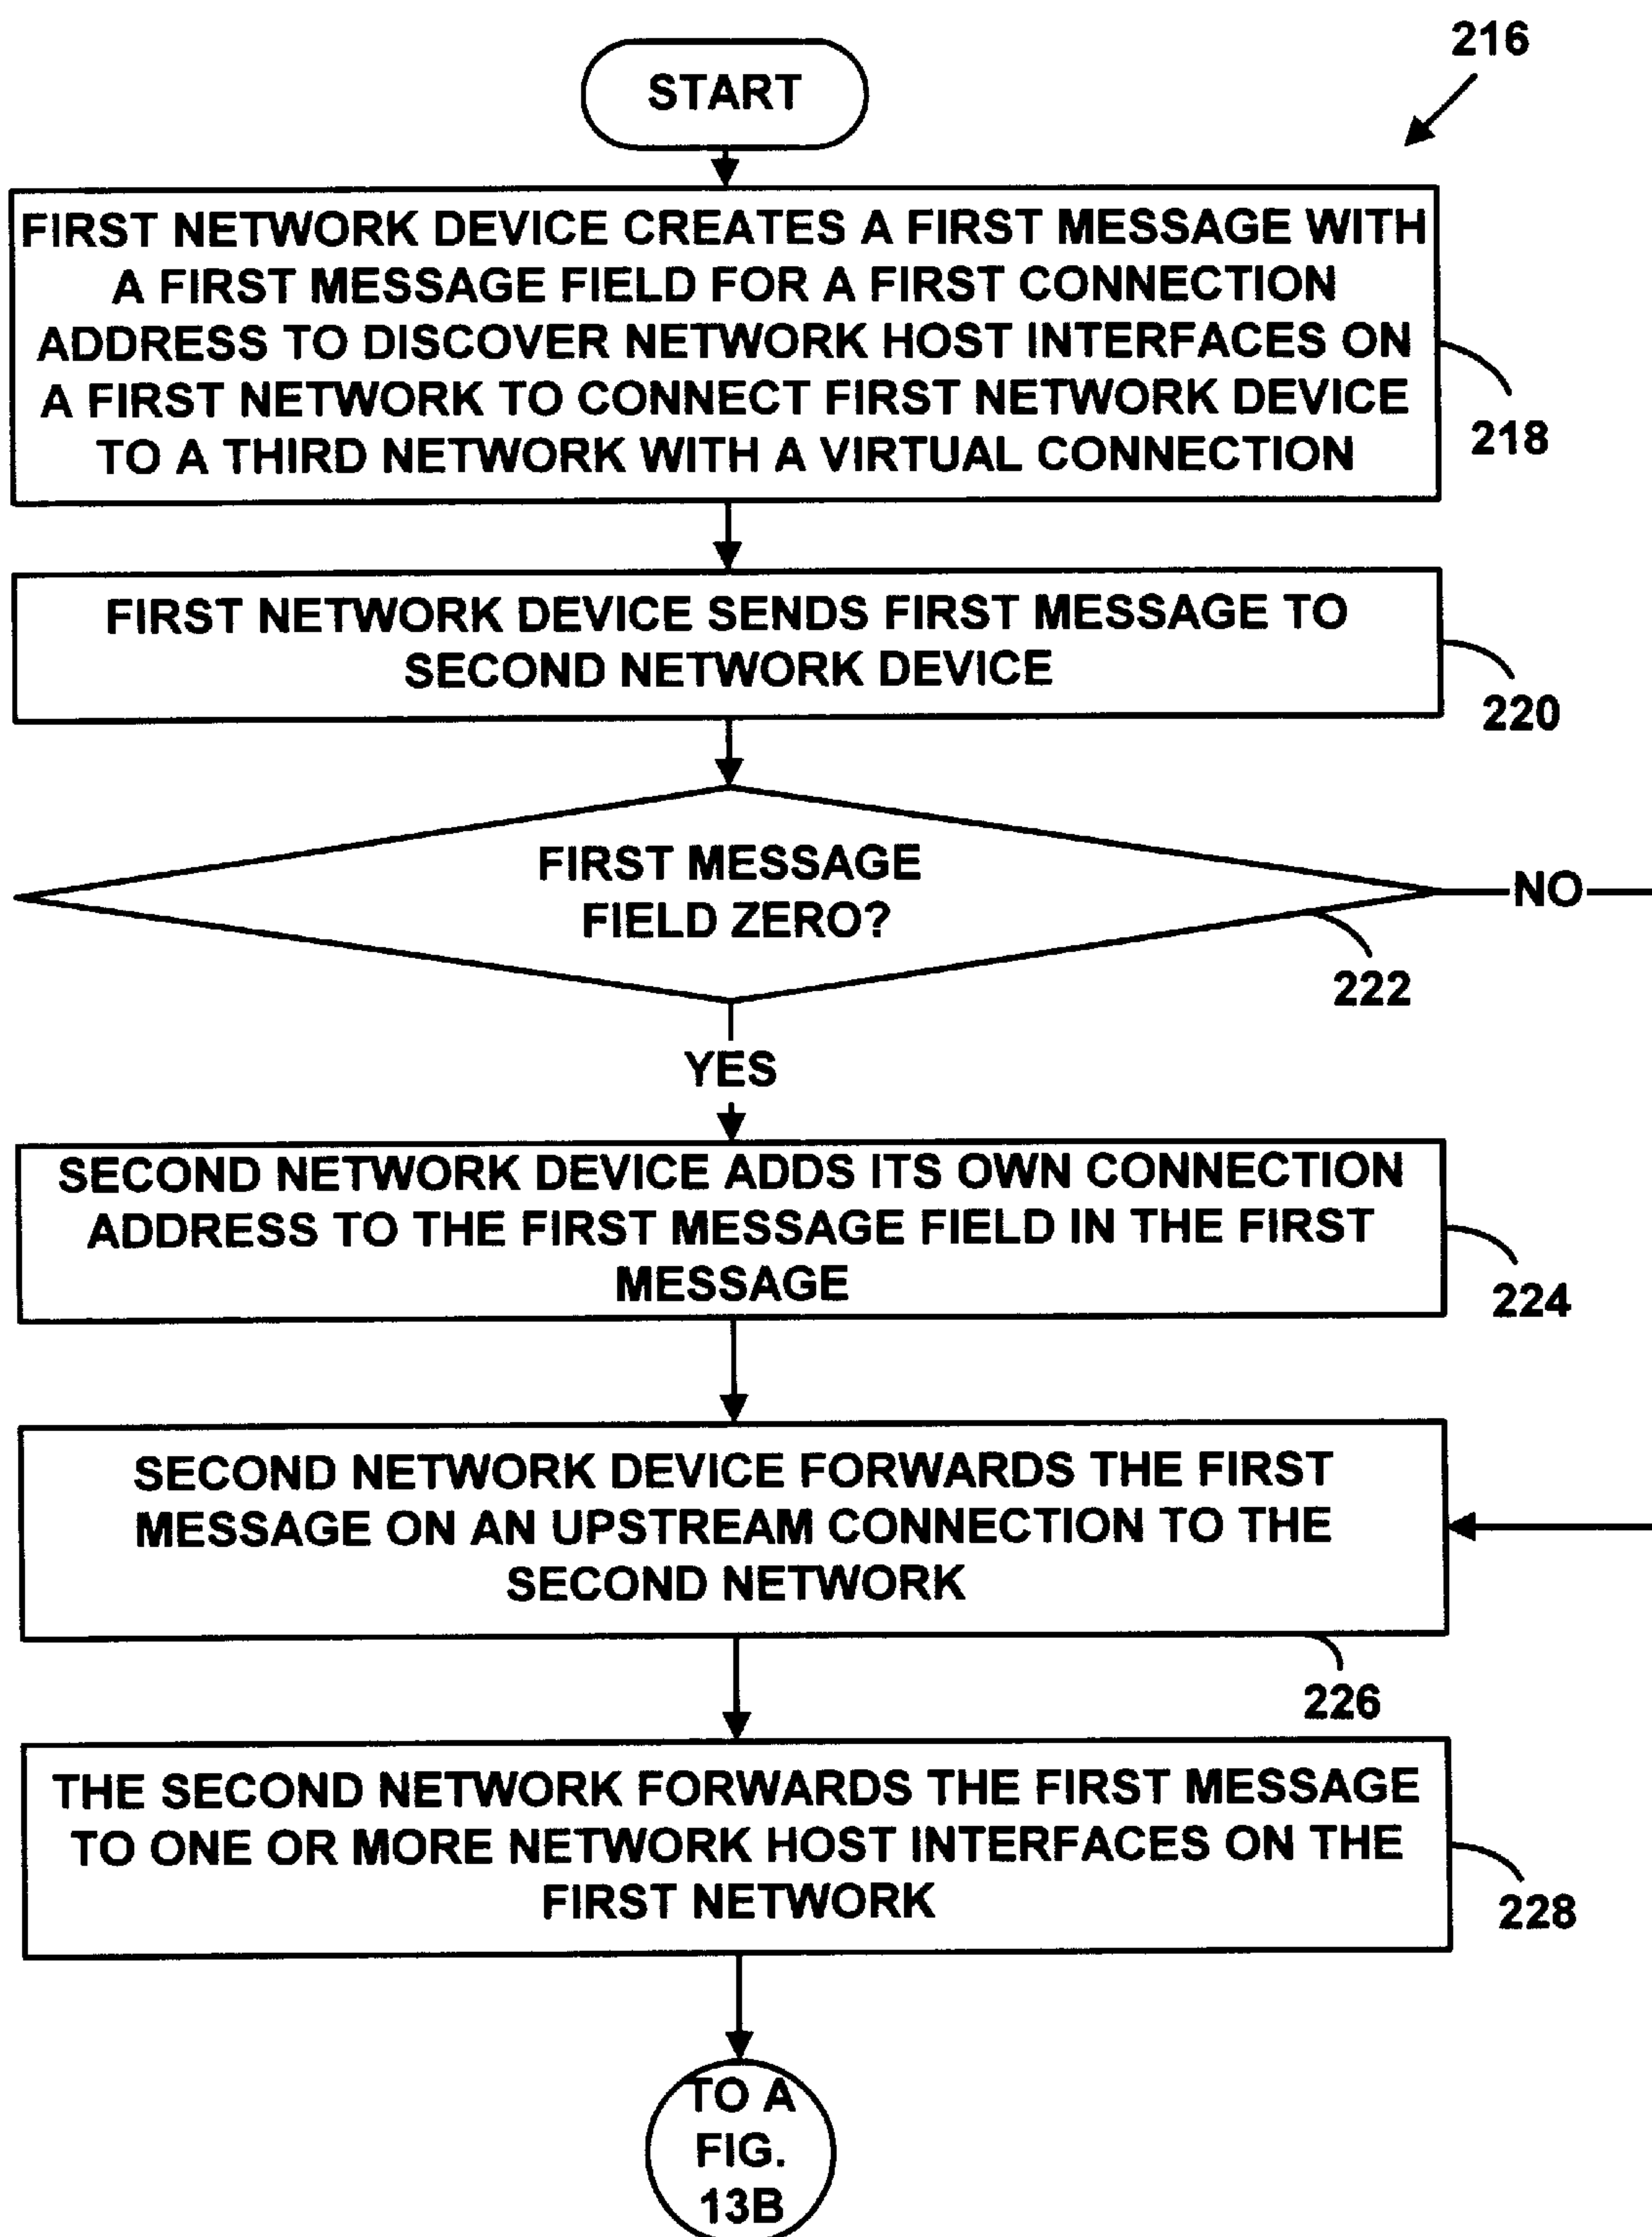 216
START
FIRST NETWORK DEVICE CREATES A FIRST MESSAGE WITH
A FIRST MESSAGE FIELD FOR A FIRST CONNECTION
ADDRESS TO DISCOVER NETWORK HOST INTERFACES ON
A FIRST NETWORK TO CONNECT FIRST NETWORK DEVICE
TO A THIRD NETWORK WITH A VIRTUAL CONNECTION
218
FIRST NETWORK DEVICE SENDS FIRST MESSAGE TO
SECOND NETWORK DEVICE
220
FIRST MESSAGE
FIELD ZERO?
NO
222
YES
SECOND NETWORK DEVICE ADDS ITS OWN CONNECTION
ADDRESS TO THE FIRST MESSAGE FIELD IN THE FIRST
MESSAGE
224
SECOND NETWORK DEVICE FORWARDS THE FIRST
MESSAGE ON AN UPSTREAM CONNECTION TO THE
SECOND NETWORK
226
THE SECOND NETWORK FORWARDS THE FIRST MESSAGE
TO ONE OR MORE NETWORK HOST INTERFACES ON THE
FIRST NETWORK
228
TO A
FIG.
13B